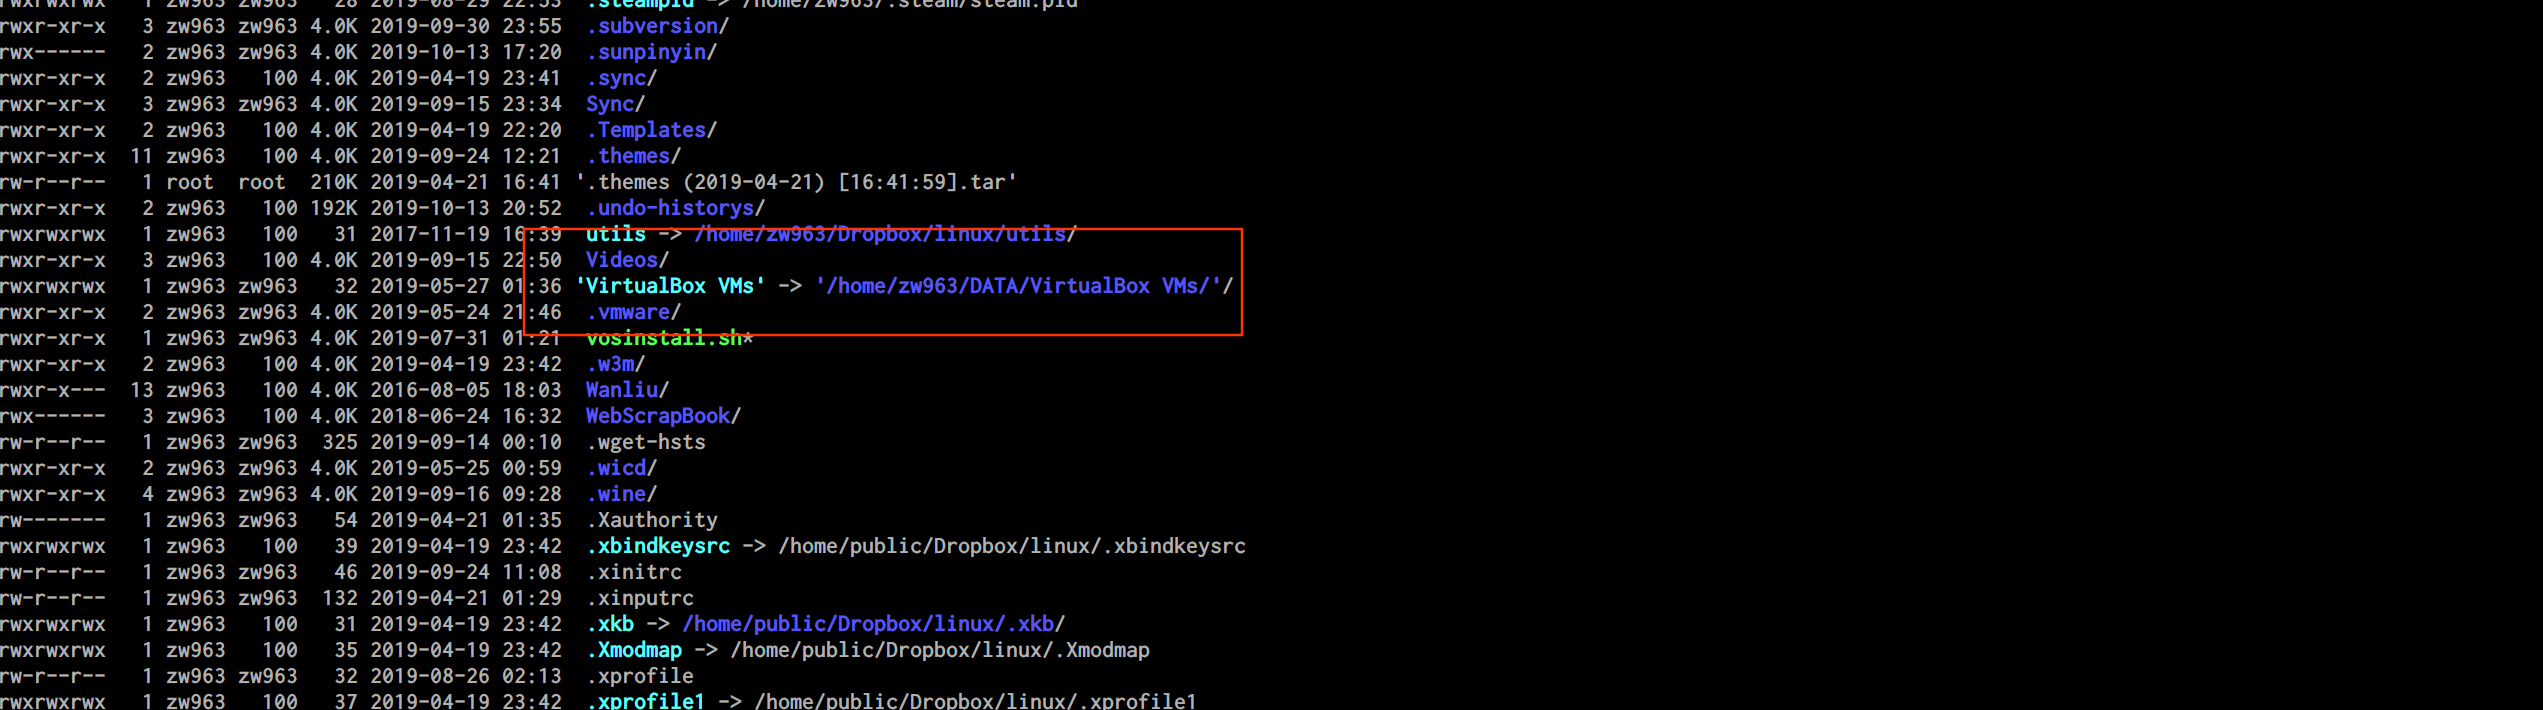 rwxrwxrwx 1 zw963 zw963 28 2019-08-29 22:53 .steampid -> /home/zw963/.steam/steam.pid
rwxr-xr-x 3 zw963 zw963 4.0K 2019-09-30 23:55 .subversion/
rwx------ 2 zw963 zw963 4.0K 2019-10-13 17:20 .sunpinyin/
rwxr-xr-x 2 zw963 100 4.0K 2019-04-19 23:41 .sync/
rwxr-xr-x 3 zw963 zw963 4.0K 2019-09-15 23:34 Sync/
rwxr-xr-x 2 zw963 100 4.0K 2019-04-19 22:20 .Templates/
rwxr-xr-x 11 zw963 100 4.0K 2019-09-24 12:21 .themes/
rw-r--r-- 1 root root 210K 2019-04-21 16:41 '.themes (2019-04-21) [16:41:59].tar'
rwxr-xr-x 2 zw963 100 192K 2019-10-13 20:52 .undo-historys/
rwxrwxrwx 1 zw963 100 31 2017-11-19 16:39 utils -> /home/zw963/Dropbox/linux/utils/
rwxr-xr-x 3 zw963 100 4.0K 2019-09-15 22:50 Videos/
rwxrwxrwx 1 zw963 zw963 32 2019-05-27 01:36 'VirtualBox VMs' -> '/home/zw963/DATA/VirtualBox VMs/'/
rwxr-xr-x 2 zw963 zw963 4.0K 2019-05-24 21:46 .vmware/
rwxr-xr-x 1 zw963 zw963 4.0K 2019-07-31 01:21 vosinstall.sh*
rwxr-xr-x 2 zw963 100 4.0K 2019-04-19 23:42 .w3m/
rwxr-x--- 13 zw963 100 4.0K 2016-08-05 18:03 Wanliu/
rwx------ 3 zw963 100 4.0K 2018-06-24 16:32 WebScrapBook/
rw-r--r-- 1 zw963 zw963 325 2019-09-14 00:10 .wget-hsts
rwxr-xr-x 2 zw963 zw963 4.0K 2019-05-25 00:59 .wicd/
rwxr-xr-x 4 zw963 zw963 4.0K 2019-09-16 09:28 .wine/
rw------- 1 zw963 zw963 54 2019-04-21 01:35 .Xauthority
rwxrwxrwx 1 zw963 100 39 2019-04-19 23:42 .xbindkeysrc -> /home/public/Dropbox/linux/.xbindkeysrc
rw-r--r-- 1 zw963 zw963 46 2019-09-24 11:08 .xinitrc
rw-r--r-- 1 zw963 zw963 132 2019-04-21 01:29 .xinputrc
rwxrwxrwx 1 zw963 100 31 2019-04-19 23:42 .xkb -> /home/public/Dropbox/linux/.xkb/
rwxrwxrwx 1 zw963 100 35 2019-04-19 23:42 .Xmodmap -> /home/public/Dropbox/linux/.Xmodmap
rw-r--r-- 1 zw963 zw963 32 2019-08-26 02:13 .xprofile
rwxrwxrwx 1 zw963 100 37 2019-04-19 23:42 .xprofile1 -> /home/public/Dropbox/linux/.xprofile1